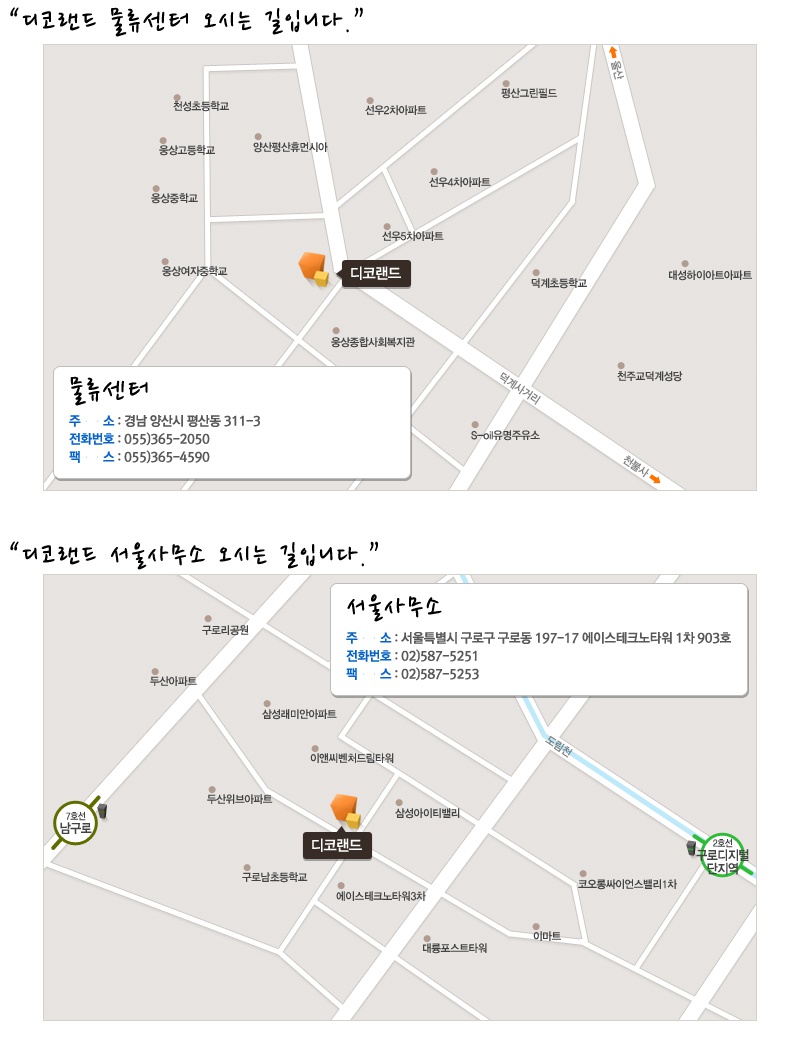 “디코랜드 물류센터 오시는 길입니다.”
울산
천성초등학교
선우2차아파트
평산그린필드
웅상고등학교
양산평산휴먼시아
선우4차아파트
웅상중학교
선우5차아파트
웅상여자중학교
디코랜드
덕계초등학교
대성하이아트아파트
웅상종합사회복지관
천주교덕계성당
덕계사거리
S-oil유명주유소
천불사
물류센터
주 소 : 경남 양산시 평산동 311-3
전화번호 : 055)365-2050
팩 스 : 055)365-4590
“디코랜드 서울사무소 오시는 길입니다.”
서울사무소
주 소 : 서울특별시 구로구 구로동 197-17 에이스테크노타워 1차 903호
전화번호 : 02)587-5251
팩 스 : 02)587-5253
구로리공원
두산아파트
삼성래미안아파트
도림천
이앤씨벤처드림타워
두산위브아파트
삼성아이티밸리
7호선
남구로
디코랜드
2호선
구로디지털
단지역
구로남초등학교
에이스테크노타워3차
코오롱싸이언스밸리1차
이마트
대륭포스트타워